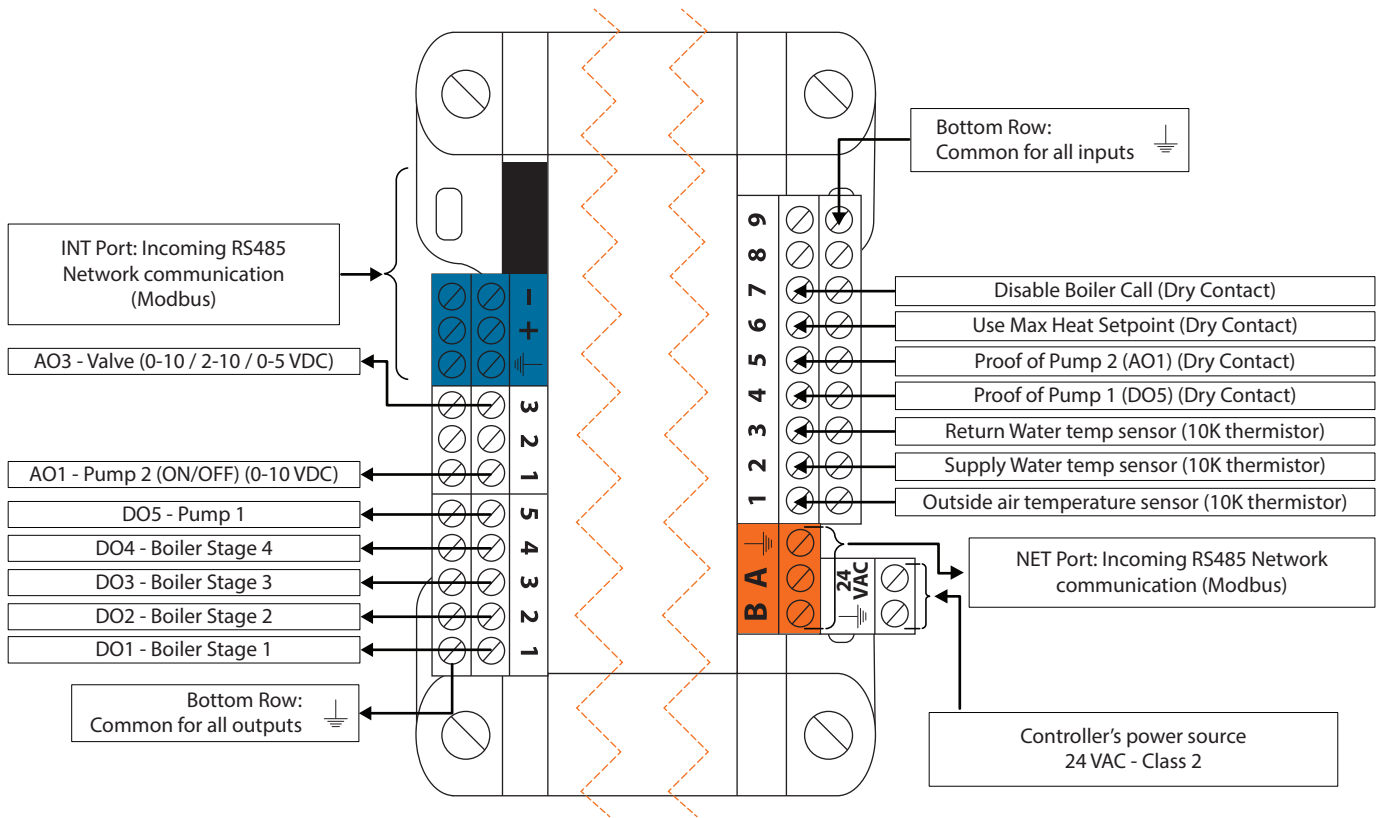 Bottom Row:
Common for all inputs
INT Port: Incoming RS485
Network communication
(Modbus)
AO3 - Valve (0-10 / 2-10 / 0-5 VDC)
AO1 - Pump 2 (ON/OFF) (0-10 VDC)
DO5 - Pump 1
DO4 - Boiler Stage 4
DO3 - Boiler Stage 3
DO2 - Boiler Stage 2
DO1 - Boiler Stage 1
Bottom Row:
Common for all outputs
-
+
3
2
1
5
4
3
2
1
9
8
7
6
5
4
3
2
1
A
B
24
VAC
Disable Boiler Call (Dry Contact)
Use Max Heat Setpoint (Dry Contact)
Proof of Pump 2 (AO1) (Dry Contact)
Proof of Pump 1 (DO5) (Dry Contact)
Return Water temp sensor (10K thermistor)
Supply Water temp sensor (10K thermistor)
Outside air temperature sensor (10K thermistor)
NET Port: Incoming RS485 Network
communication (Modbus)
Controller's power source
24 VAC - Class 2